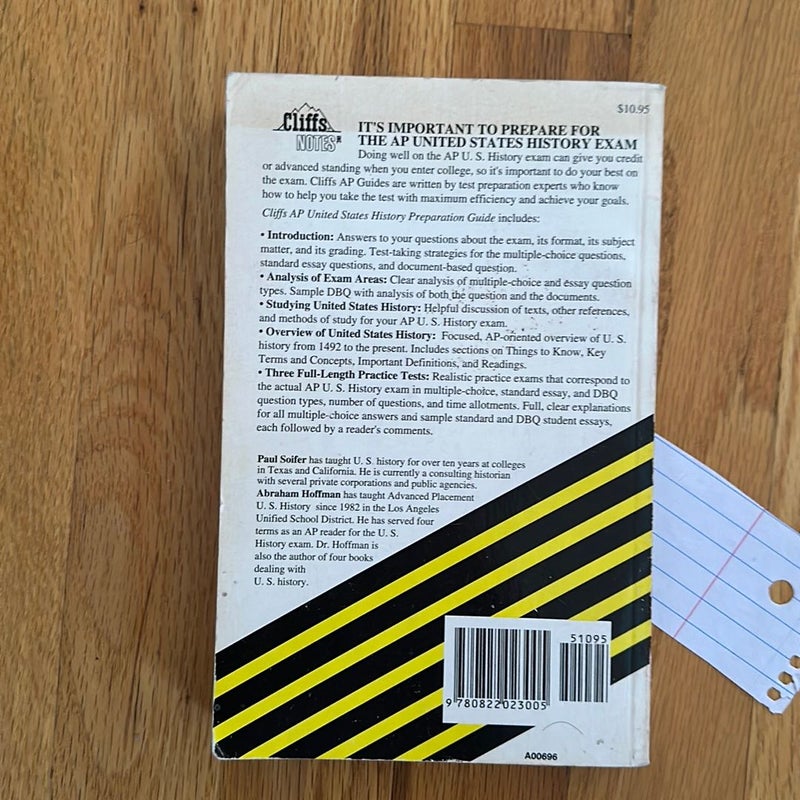 $10.95
Cliffs
NOTES
IT'S IMPORTANT TO PREPARE FOR
THE AP UNITED STATES HISTORY EXAM
Doing well on the AP U. S. History exam can give you credit
or advanced standing when you enter college, so it's important to do your best on
the exam. Cliffs AP Guides are written by test preparation experts who know
how to help you take the test with maximum efficiency and achieve your goals.
Cliffs AP United States History Preparation Guide includes:
• Introduction: Answers to your questions about the exam, its format, its subject
matter, and its grading. Test-taking strategies for the multiple-choice questions,
standard essay questions, and document-based question.
• Analysis of Exam Areas: Clear analysis of multiple-choice and essay question
types. Sample DBQ with analysis of both the question and the documents.
• Studying United States History: Helpful discussion of texts, other references,
and methods of study for your AP U. S. History exam.
• Overview of United States History: Focused, AP-oriented overview of U. S.
history from 1492 to the present. Includes sections on Things to Know, Key
Terms and Concepts, Important Definitions, and Readings.
• Three Full-Length Practice Tests: Realistic practice exams that correspond to
the actual AP U. S. History exam in multiple-choice, standard essay, and DBQ
question types, number of questions, and time allotments. Full, clear explanations
for all multiple-choice answers and sample standard and DBQ student essays,
each followed by a reader's comments.
Paul Soifer has taught U. S. history for over ten years at colleges
in Texas and California. He is currently a consulting historian
with several private corporations and public agencies.
Abraham Hoffman has taught Advanced Placement
U. S. History since 1982 in the Los Angeles
Unified School District. He has served four
terms as an AP reader for the U. S.
History exam. Dr. Hoffman is
also the author of four books
dealing with
U. S. history.
51095
9 780822 023005
A00696